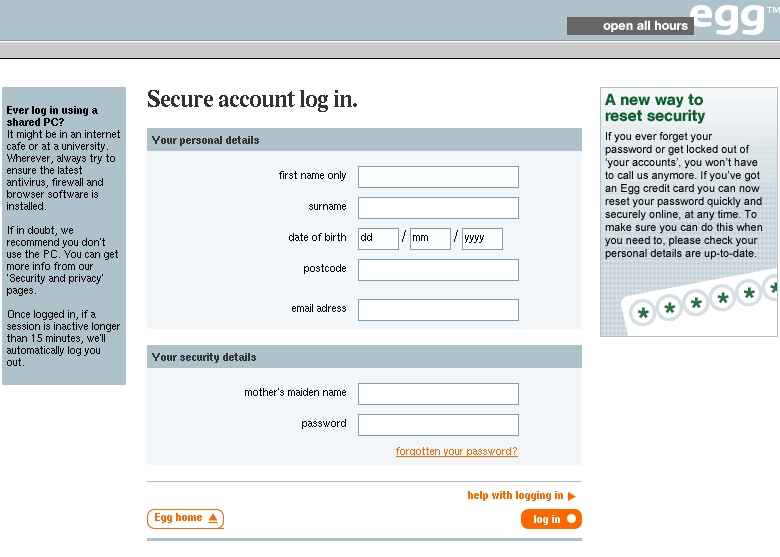 open all hours
egg™
Ever log in using a
shared PC?
It might be in an internet
cafe or at a university.
Wherever, always try to
ensure the latest
antivirus, firewall and
browser software is
installed.
If in doubt, we
recommend you don't
use the PC. You can get
more info from our
'Security and privacy'
pages.
Once logged in, if a
session is inactive longer
than 15 minutes, we'll
automatically log you
out.
Secure account log in.
Your personal details
first name only
surname
date of birth dd / mm / yyyy
postcode
email adress
Your security details
mother's maiden name
password
forgotten your password?
help with logging in
Egg home
log in
A new way to
reset security
If you ever forget your
password or get locked out of
'your accounts', you won't have
to call us anymore. If you've got
an Egg credit card you can now
reset your password quickly and
securely online, at any time. To
make sure you can do this when
you need to, please check your
personal details are up-to-date.
* * * * * *